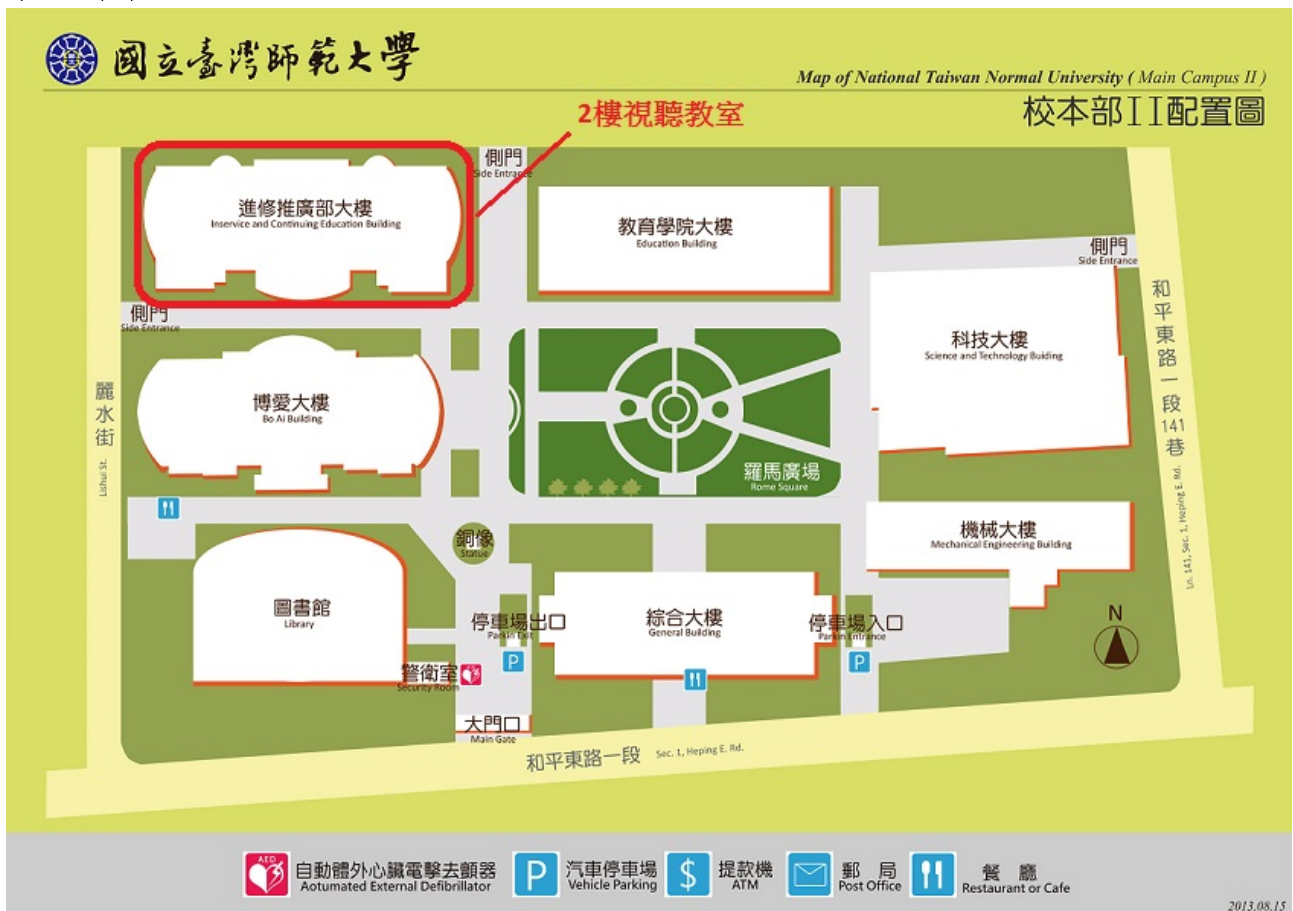 國立臺灣師範大學
Map of National Taiwan Normal University ( Main Campus II )
校本部II配置圖
2樓視聽教室
側門
Side Entrance
進修推廣部大樓
Inservice and Continuing Education Building
教育學院大樓
Education Building
側門
Side Entrance
側門
Side Entrance
科技大樓
Science and Technology Buiding
和平東路一段141巷
Ln. 141, Sec. 1, Heping E. Rd.
麗水街
Lishui St.
博愛大樓
Bo Ai Building
羅馬廣場
Rome Square
銅像
Statue
機械大樓
Mechanical Engineering Building
圖書館
Library
停車場出口
Parkin Exit
P
綜合大樓
General Building
停車場入口
Parkin Entrance
P
N
警衛室
Security Room
大門口
Main Gate
和平東路一段 Sec. 1, Heping E. Rd.
AED
自動體外心臟電擊去顫器
Aotumated External Defibrillator
P
汽車停車場
Vehicle Parking
$
提款機
ATM
郵 局
Post Office
餐 廳
Restaurant or Cafe
2013.08.15